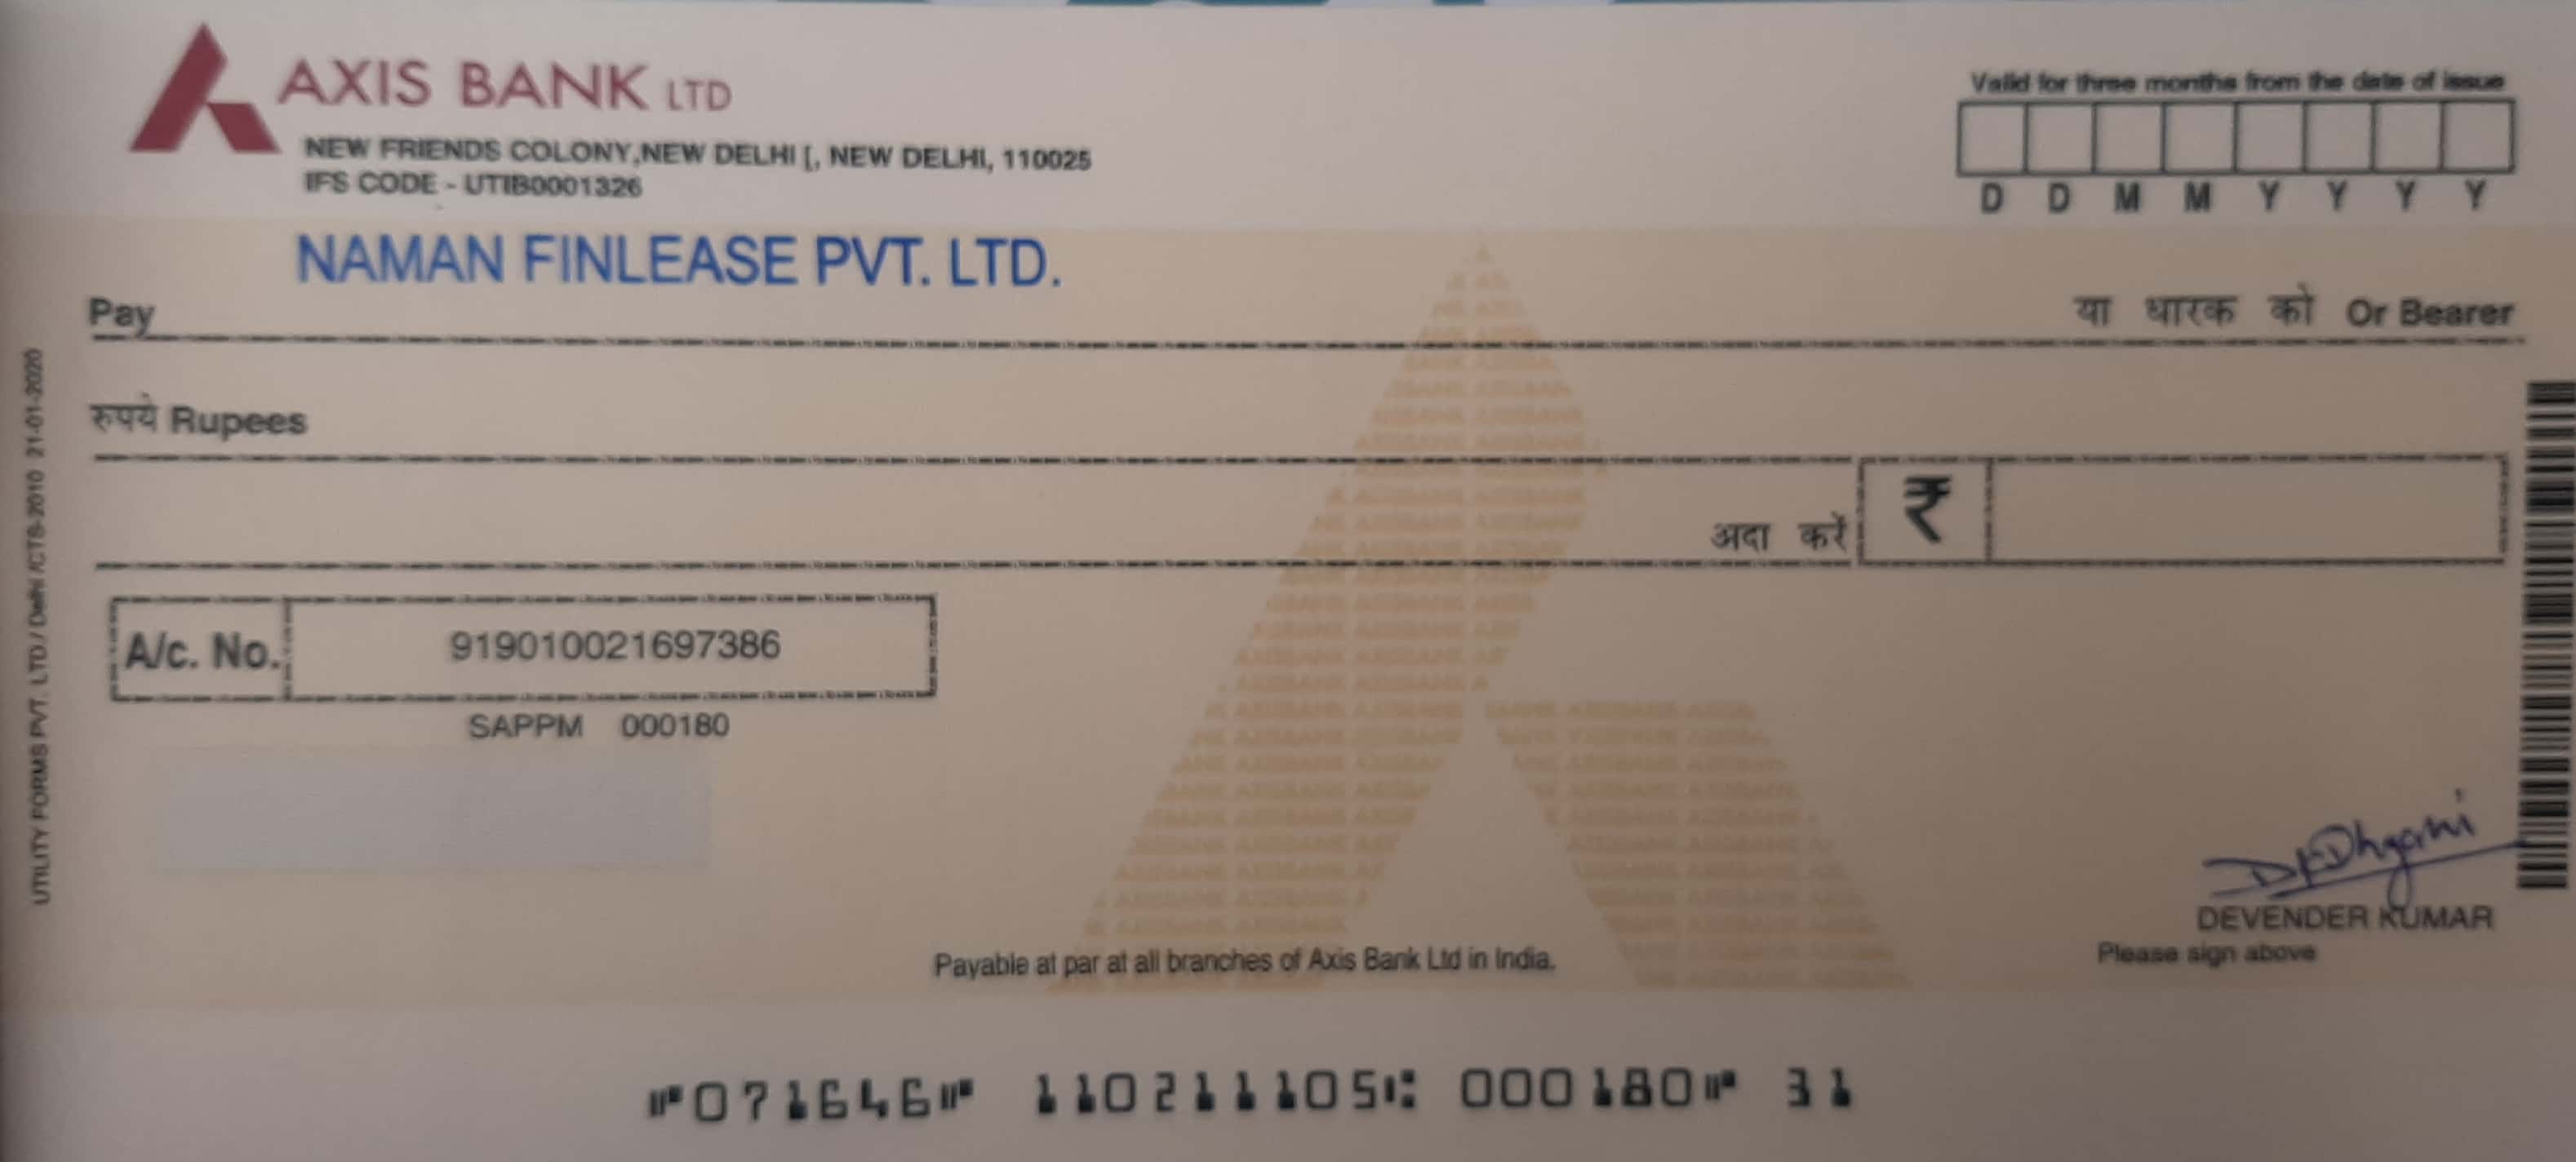 AXIS BANK LTD
NEW FRIENDS COLONY,NEW DELHI [, NEW DELHI, 110025
IFS CODE - UTIB0001326
Valid for three months from the date of issue
D D M M Y Y Y Y
NAMAN FINLEASE PVT. LTD.
Pay या धारक को Or Bearer
रुपये Rupees
अदा करें ₹
A/c. No. 919010021697386
SAPPM 000180
DEVENDER KUMAR
Please sign above
Payable at par at all branches of Axis Bank Ltd in India.
⑈071646⑈ 110211105⑆ 000180⑈ 31
UTILITY FORMS PVT. LTD / Delhi /CTS-2010 21-01-2020